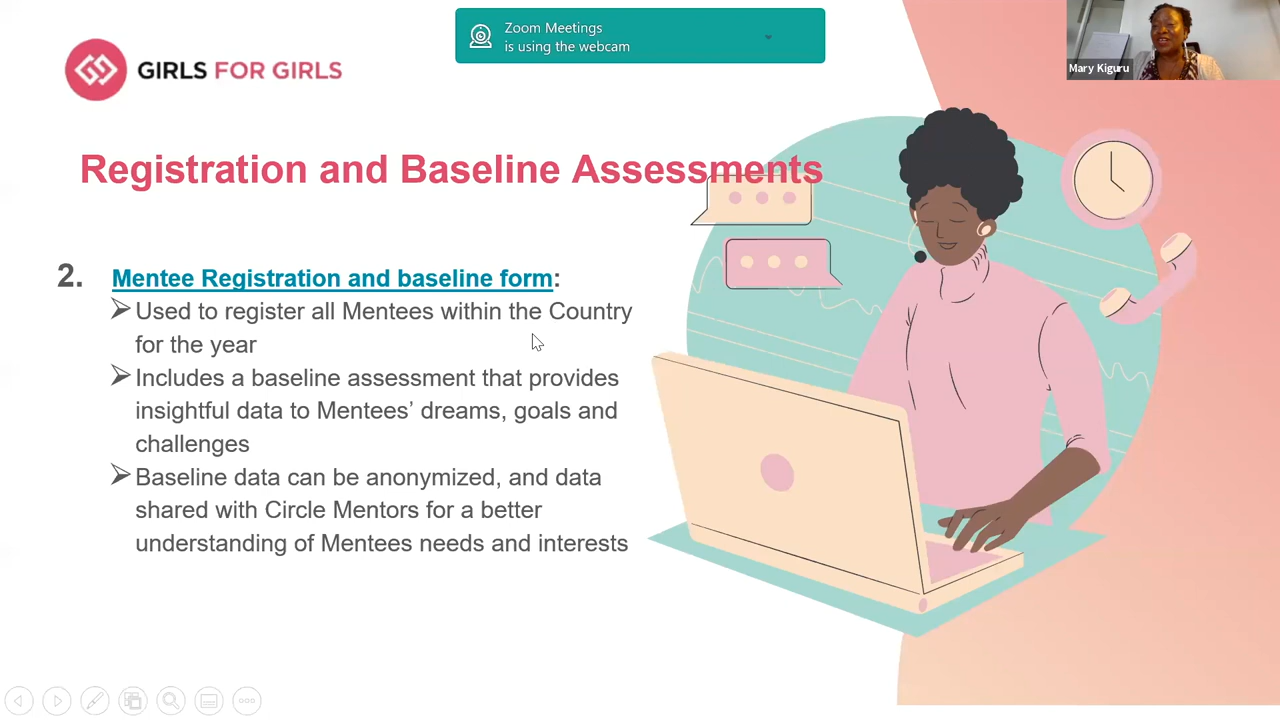 Zoom Meetings
is using the webcam
Mary Kiguru
GIRLS FOR GIRLS
Registration and Baseline Assessments
2. Mentee Registration and baseline form:
Used to register all Mentees within the Country
for the year
Includes a baseline assessment that provides
insightful data to Mentees’ dreams, goals and
challenges
Baseline data can be anonymized, and data
shared with Circle Mentors for a better
understanding of Mentees needs and interests